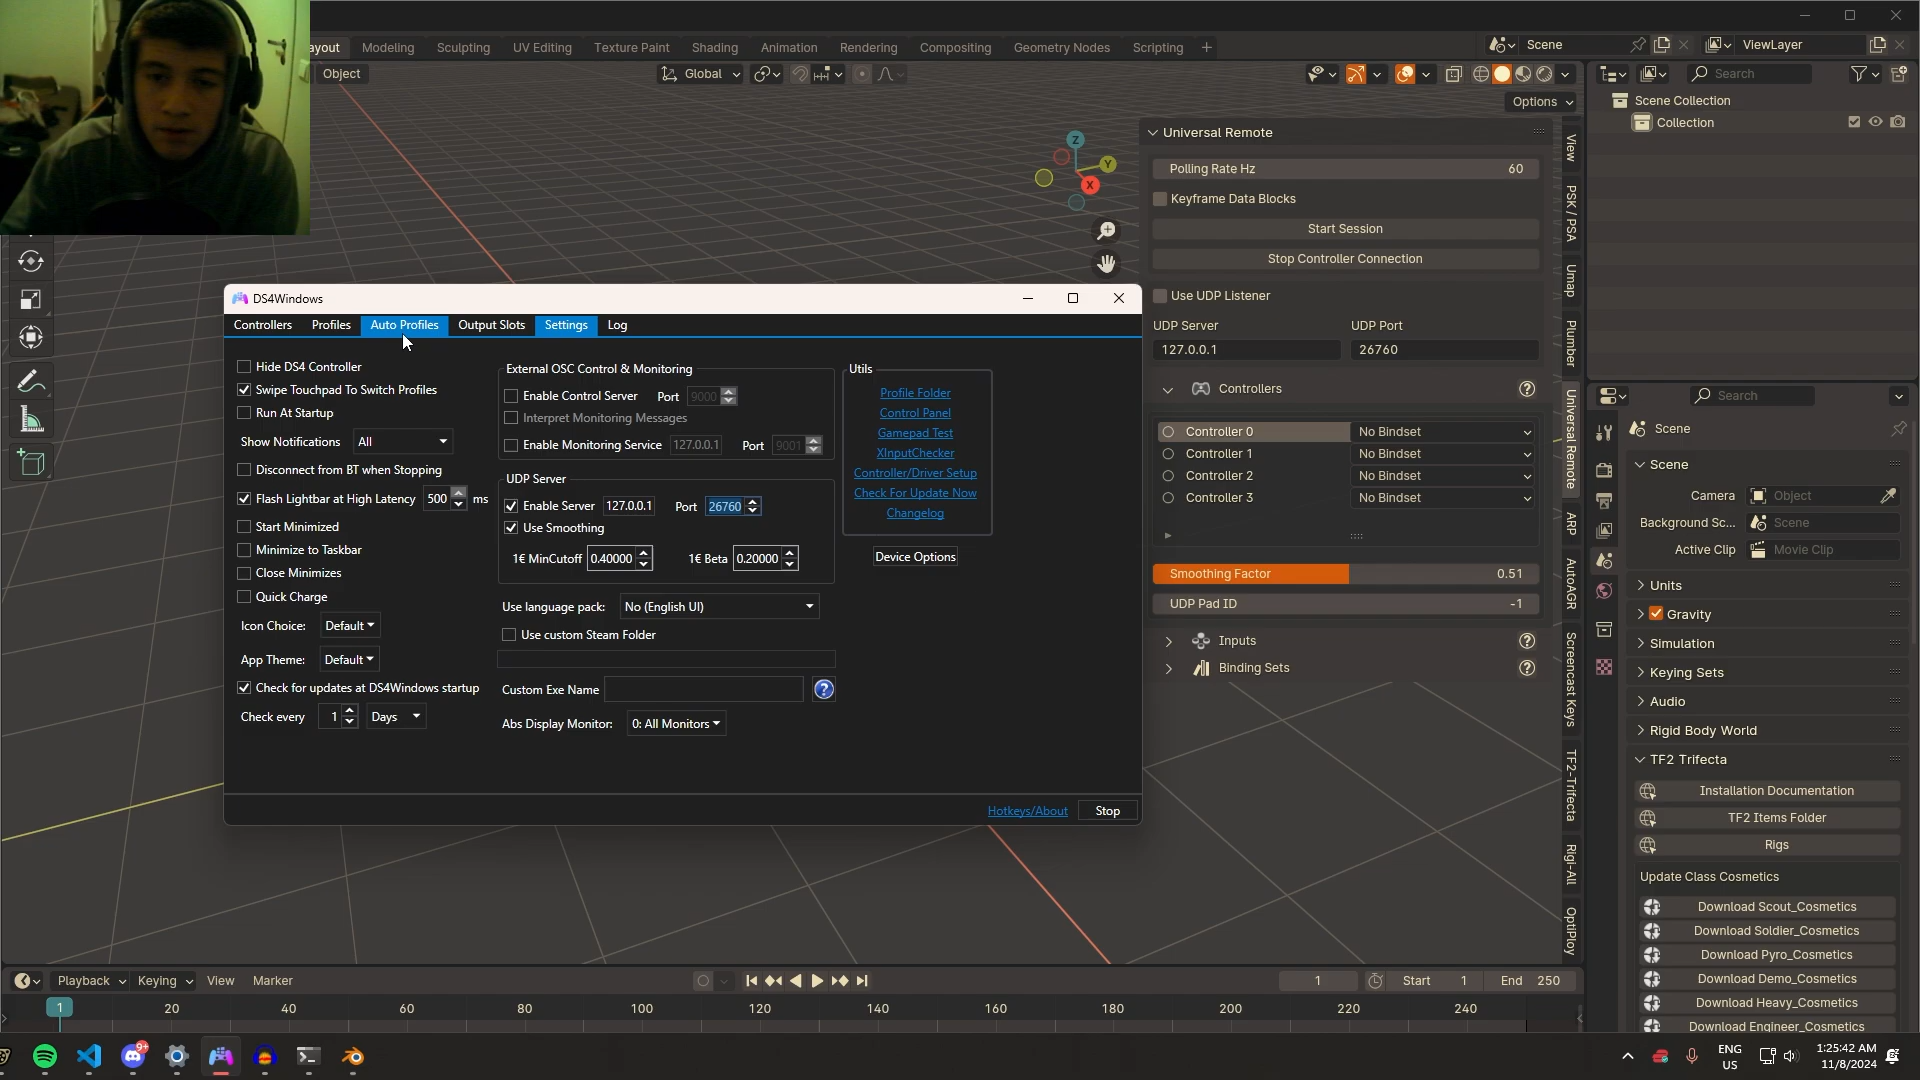 ayout Modeling Sculpting UV Editing Texture Paint Shading Animation Rendering Compositing Geometry Nodes Scripting +
Scene
ViewLayer
Object
Global
Search
Options
Scene Collection
Collection
Universal Remote
Polling Rate Hz 60
Keyframe Data Blocks
Start Session
Stop Controller Connection
Use UDP Listener
UDP Server UDP Port
127.0.0.1 26760
Controllers
Controller 0 No Bindset
Controller 1 No Bindset
Controller 2 No Bindset
Controller 3 No Bindset
Smoothing Factor 0.51
UDP Pad ID -1
Inputs
Binding Sets
Z
Y
X
View
PSK / PSA
Umap
Plumber
Universal Remote
ARP
AutoAGR
Screencast Keys
TF2-Trifecta
Rigi-All
OptiPloy
DS4Windows
Controllers Profiles Auto Profiles Output Slots Settings Log
Hide DS4 Controller
Swipe Touchpad To Switch Profiles
Run At Startup
Show Notifications All
Disconnect from BT when Stopping
Flash Lightbar at High Latency 500 ms
Start Minimized
Minimize to Taskbar
Close Minimizes
Quick Charge
Icon Choice: Default
App Theme: Default
Check for updates at DS4Windows startup
Check every 1 Days
External OSC Control & Monitoring
Enable Control Server Port 9000
Interpret Monitoring Messages
Enable Monitoring Service 127.0.0.1 Port 9001
UDP Server
Enable Server 127.0.0.1 Port 26760
Use Smoothing
1€ MinCutoff 0.40000 1€ Beta 0.20000
Use language pack: No (English UI)
Use custom Steam Folder
Custom Exe Name
Abs Display Monitor: 0: All Monitors
Utils
Profile Folder
Control Panel
Gamepad Test
XInputChecker
Controller/Driver Setup
Check For Update Now
Changelog
Device Options
Hotkeys/About
Stop
Search
Scene
Scene
Camera Object
Background Sc... Scene
Active Clip Movie Clip
Units
Gravity
Simulation
Keying Sets
Audio
Rigid Body World
TF2 Trifecta
Installation Documentation
TF2 Items Folder
Rigs
Update Class Cosmetics
Download Scout_Cosmetics
Download Soldier_Cosmetics
Download Pyro_Cosmetics
Download Demo_Cosmetics
Download Heavy_Cosmetics
Download Engineer_Cosmetics
Playback Keying View Marker
1 Start 1 End 250
1 20 40 60 80 100 120 140 160 180 200 220 240
9+
ENG
US
1:25:42 AM
11/8/2024